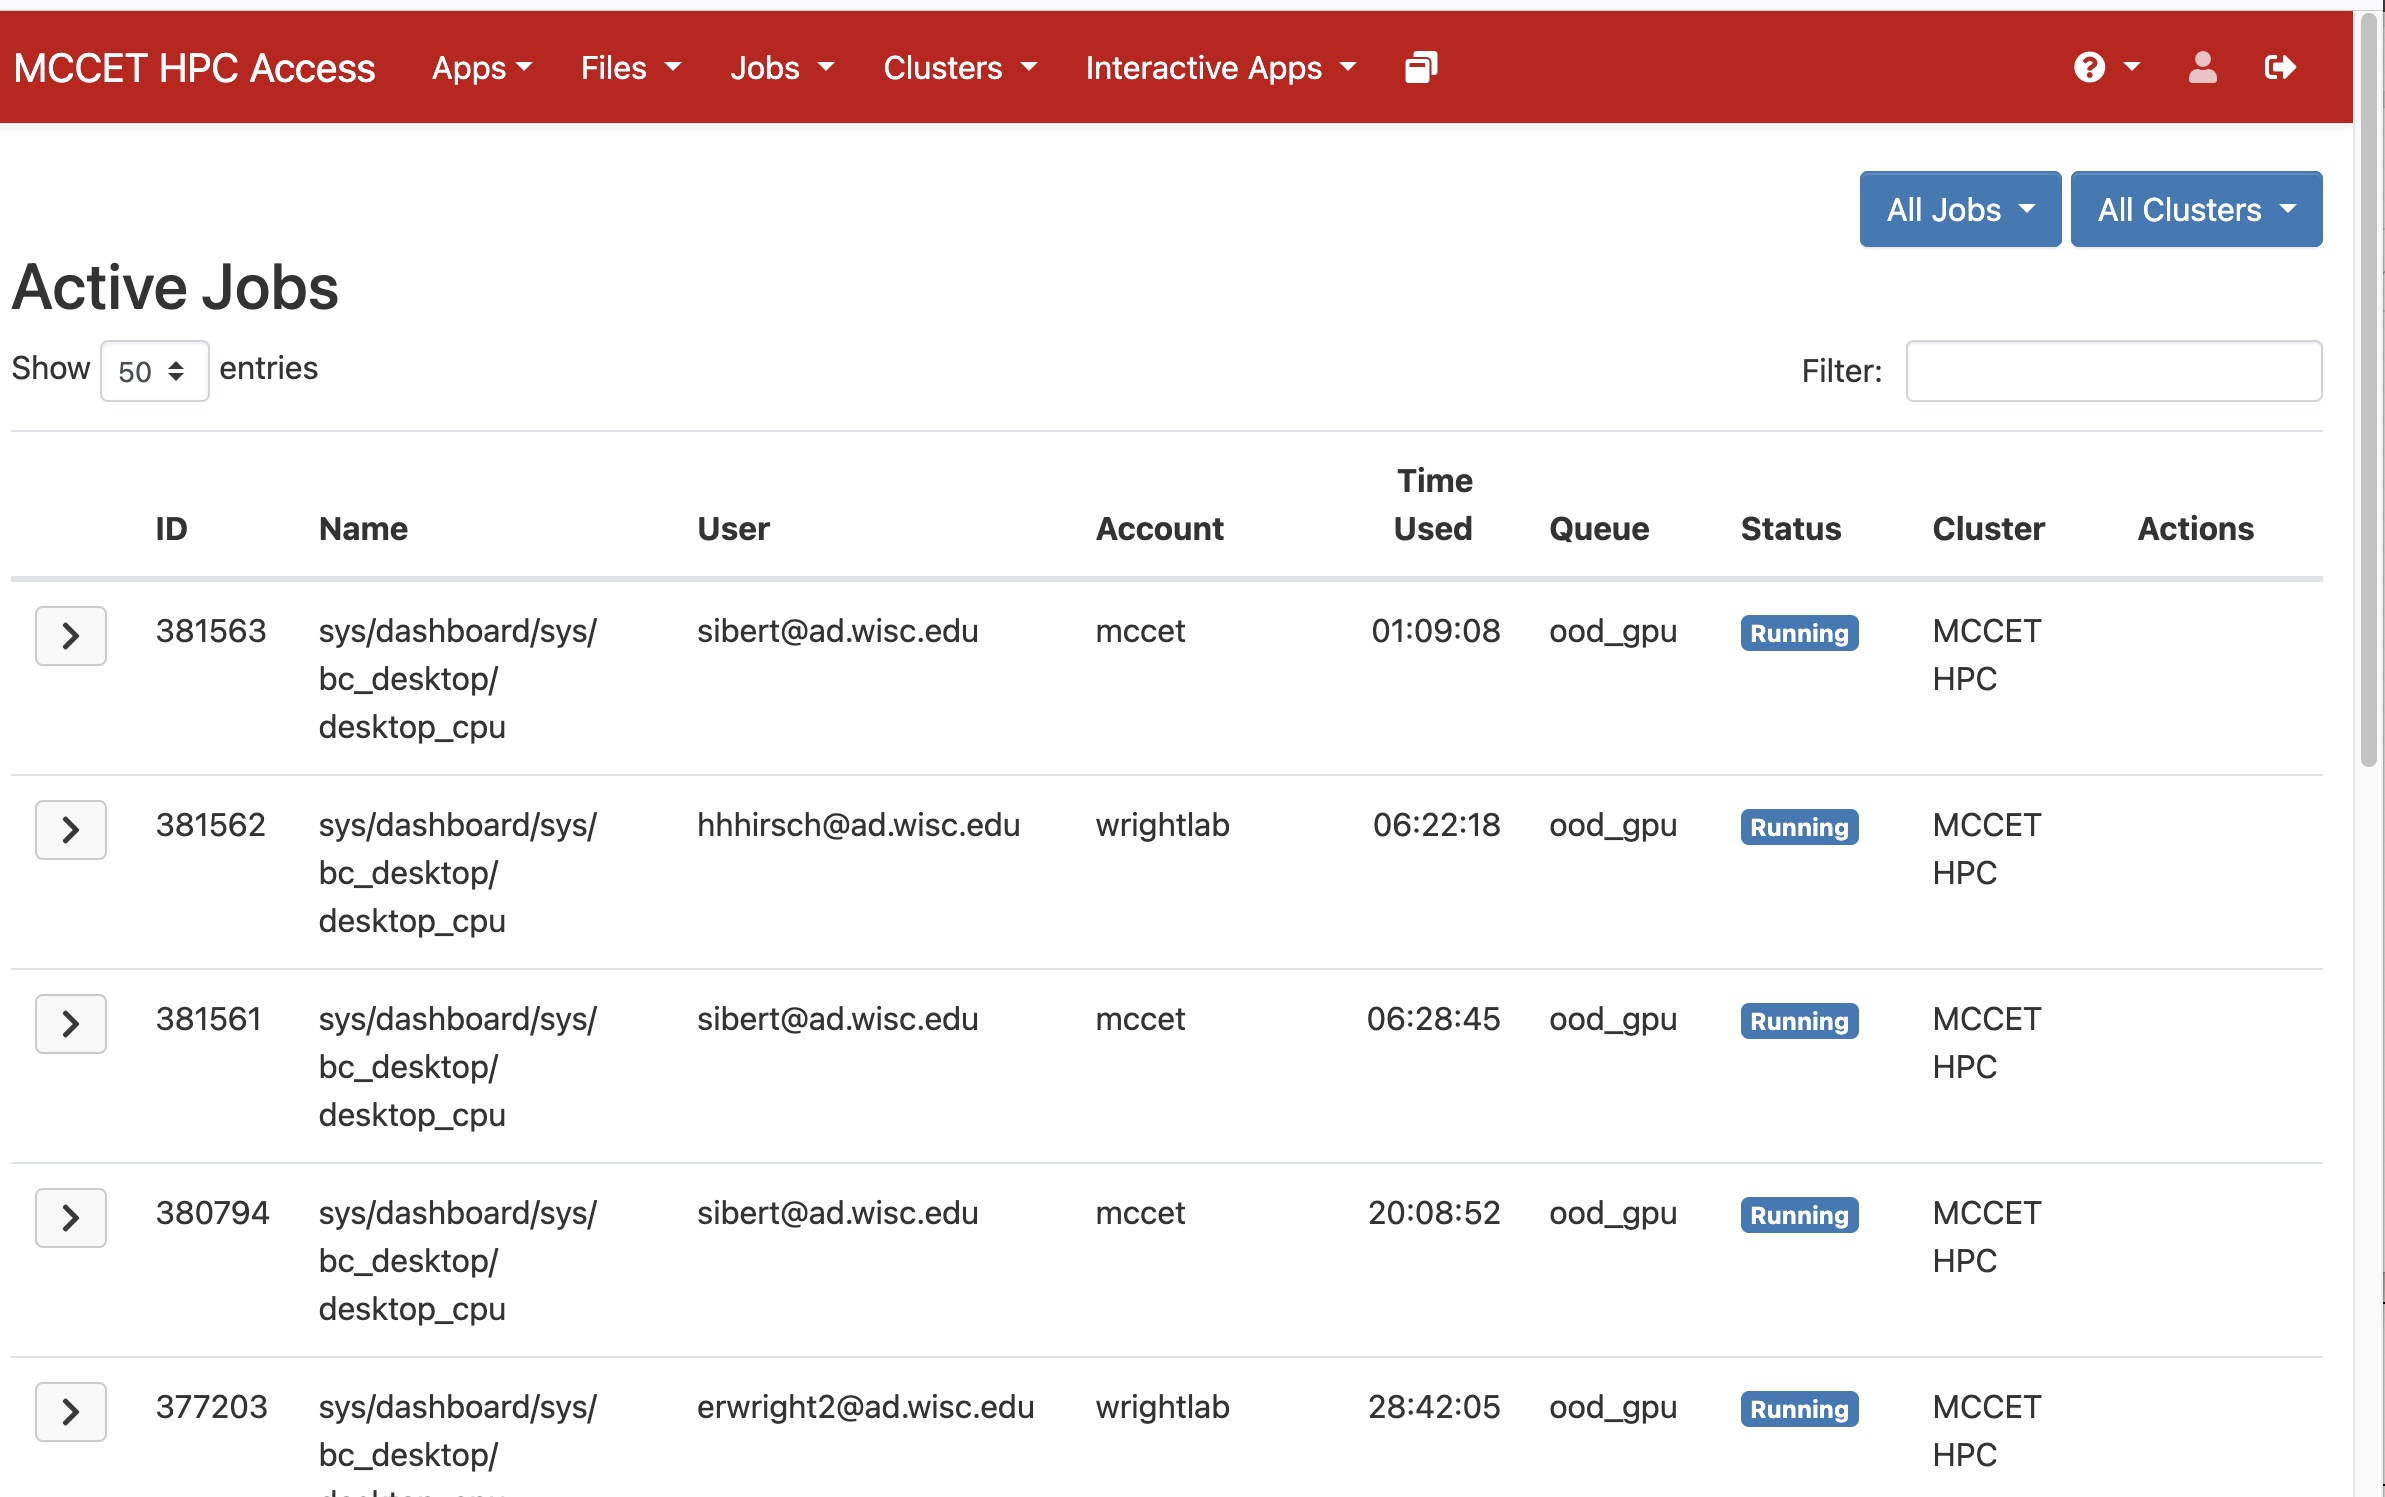 MCCET HPC Access Apps Files Jobs Clusters Interactive Apps
All Jobs All Clusters
Active Jobs
Show 50 entries Filter:
ID Name User Account Time Used Queue Status Cluster Actions
381563 sys/dashboard/sys/ sibert@ad.wisc.edu mccet 01:09:08 ood_gpu Running MCCET
bc_desktop/ HPC
desktop_cpu
381562 sys/dashboard/sys/ hhhirsch@ad.wisc.edu wrightlab 06:22:18 ood_gpu Running MCCET
bc_desktop/ HPC
desktop_cpu
381561 sys/dashboard/sys/ sibert@ad.wisc.edu mccet 06:28:45 ood_gpu Running MCCET
bc_desktop/ HPC
desktop_cpu
380794 sys/dashboard/sys/ sibert@ad.wisc.edu mccet 20:08:52 ood_gpu Running MCCET
bc_desktop/ HPC
desktop_cpu
377203 sys/dashboard/sys/ erwright2@ad.wisc.edu wrightlab 28:42:05 ood_gpu Running MCCET
bc_desktop/ HPC